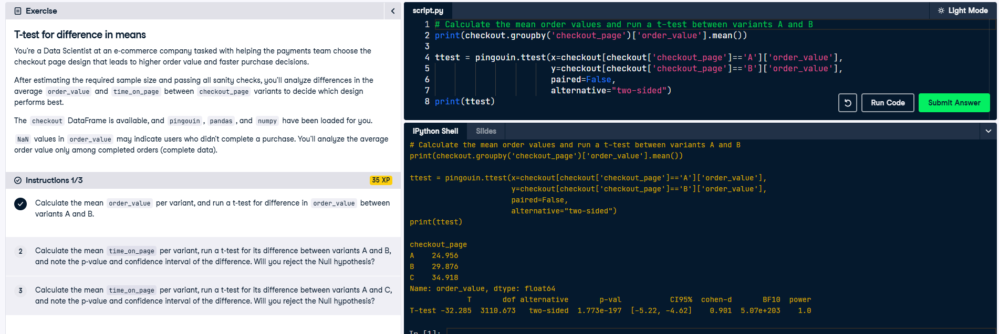 Exercise
T-test for difference in means
You're a Data Scientist at an e-commerce company tasked with helping the payments team choose the
checkout page design that leads to higher order value and faster purchase decisions.
After estimating the required sample size and passing all sanity checks, you'll analyze differences in the
average order_value and time_on_page between checkout_page variants to decide which design
performs best.
The checkout DataFrame is available, and pingouin, pandas, and numpy have been loaded for you.
NaN values in order_value may indicate users who didn't complete a purchase. You'll analyze the average
order value only among completed orders (complete data).
Instructions 1/3
35 XP
Calculate the mean order_value per variant, and run a t-test for difference in order_value between
variants A and B.
2 Calculate the mean time_on_page per variant, run a t-test for its difference between variants A and B,
and note the p-value and confidence interval of the difference. Will you reject the Null hypothesis?
3 Calculate the mean time_on_page per variant, run a t-test for its difference between variants A and C,
and note the p-value and confidence interval of the difference. Will you reject the Null hypothesis?
script.py
Light Mode
1 # Calculate the mean order values and run a t-test between variants A and B
2 print(checkout.groupby('checkout_page')['order_value'].mean())
3
4 ttest = pingouin.ttest(x=checkout[checkout['checkout_page']=='A']['order_value'],
5 y=checkout[checkout['checkout_page']=='B']['order_value'],
6 paired=False,
7 alternative="two-sided")
8 print(ttest)
Run Code
Submit Answer
IPython Shell
Slides
# Calculate the mean order values and run a t-test between variants A and B
print(checkout.groupby('checkout_page')['order_value'].mean())
ttest = pingouin.ttest(x=checkout[checkout['checkout_page']=='A']['order_value'],
y=checkout[checkout['checkout_page']=='B']['order_value'],
paired=False,
alternative="two-sided")
print(ttest)
checkout_page
A 24.956
B 29.876
C 34.918
Name: order_value, dtype: float64
T dof alternative p-val CI95% cohen-d BF10 power
T-test -32.285 3110.673 two-sided 1.773e-197 [-5.22, -4.62] 0.901 5.07e+203 1.0
In [1]: